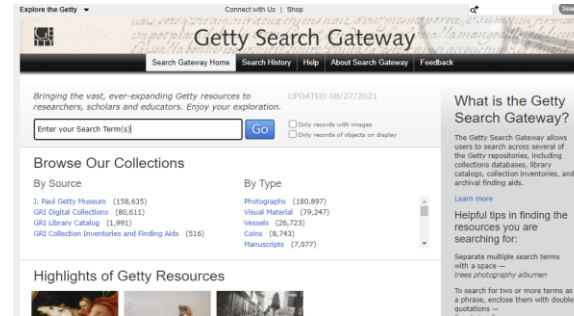 Explore the Getty
Connect with Us | Shop
Getty Search Gateway
Search Gateway Home Search History Help About Search Gateway Feedback
Bringing the vast, ever-expanding Getty resources to
researchers, scholars and educators. Enjoy your exploration.
UPDATED 08/27/2021
Enter your Search Term(s)
Go
Only records with images
Only records of objects on display
Browse Our Collections
By Source
J. Paul Getty Museum (158,635)
GRI Digital Collections (80,611)
GRI Library Catalog (1,991)
GRI Collection Inventories and Finding Aids (516)
By Type
Photographs (180,897)
Visual Material (79,247)
Vessels (26,723)
Coins (8,743)
Manuscripts (7,077)
Highlights of Getty Resources
What is the Getty
Search Gateway?
The Getty Search Gateway allows
users to search across several of
the Getty repositories, including
collections databases, library
catalogs, collection inventories, and
archival finding aids.
Learn more
Helpful tips in finding the
resources you are
searching for:
Separate multiple search terms
with a space —
trees photography albumen
To search for two or more terms as
a phrase, enclose them with double
quotations —